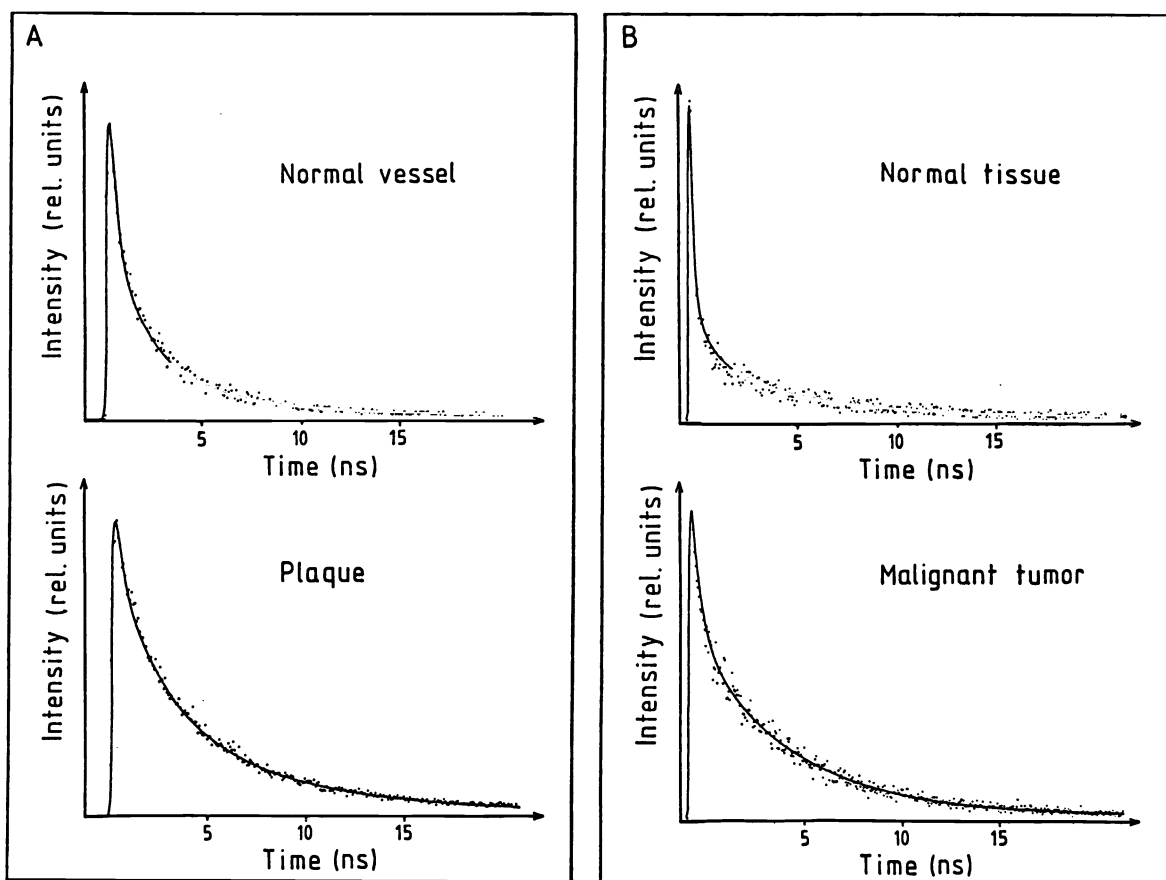 A
Intensity (rel. units)
Normal vessel
5 10 15
Time (ns)
Intensity (rel. units)
Plaque
5 10 15
Time (ns)
B
Intensity (rel. units)
Normal tissue
5 10 15
Time (ns)
Intensity (rel. units)
Malignant tumor
5 10 15
Time (ns)